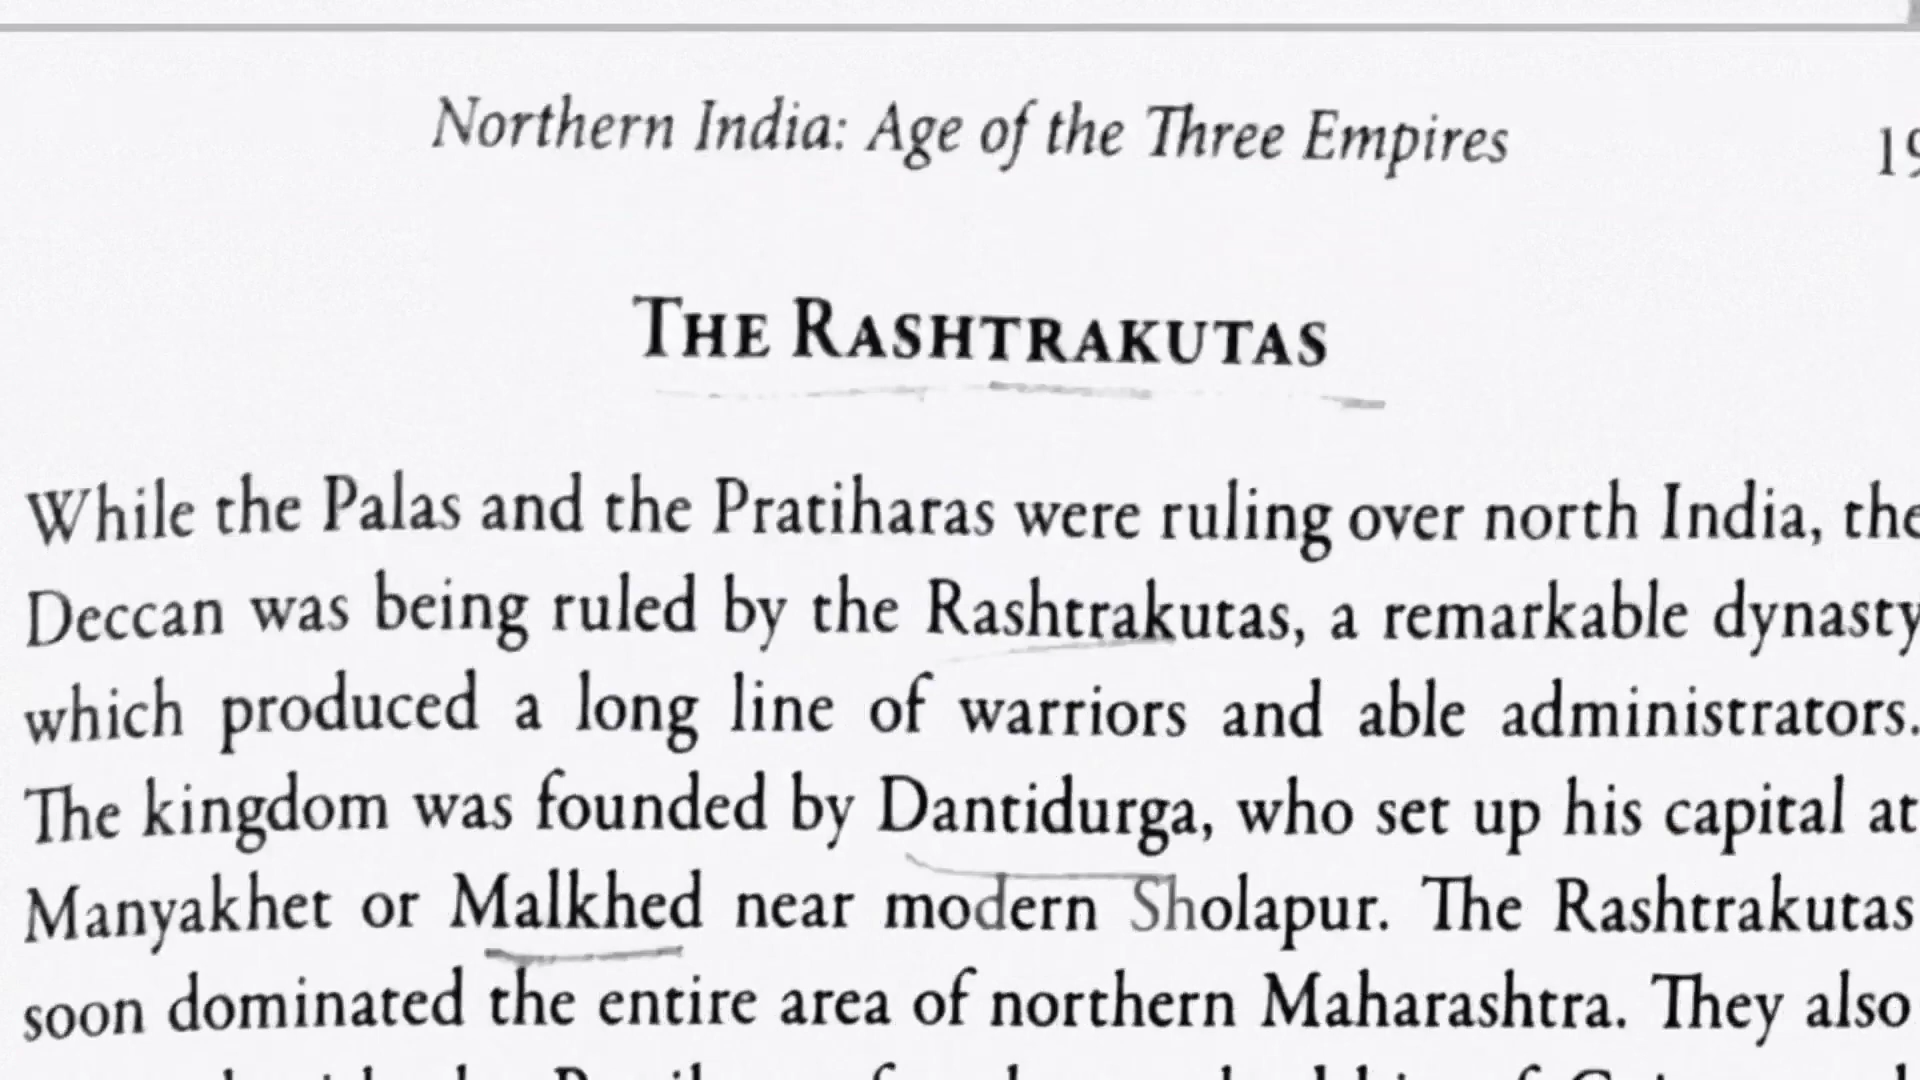 Northern India: Age of the Three Empires
THE RASHTRAKUTAS
While the Palas and the Pratiharas were ruling over north India, the
Deccan was being ruled by the Rashtrakutas, a remarkable dynasty
which produced a long line of warriors and able administrators.
The kingdom was founded by Dantidurga, who set up his capital at
Manyakhet or Malkhed near modern Sholapur. The Rashtrakutas
soon dominated the entire area of northern Maharashtra. They also